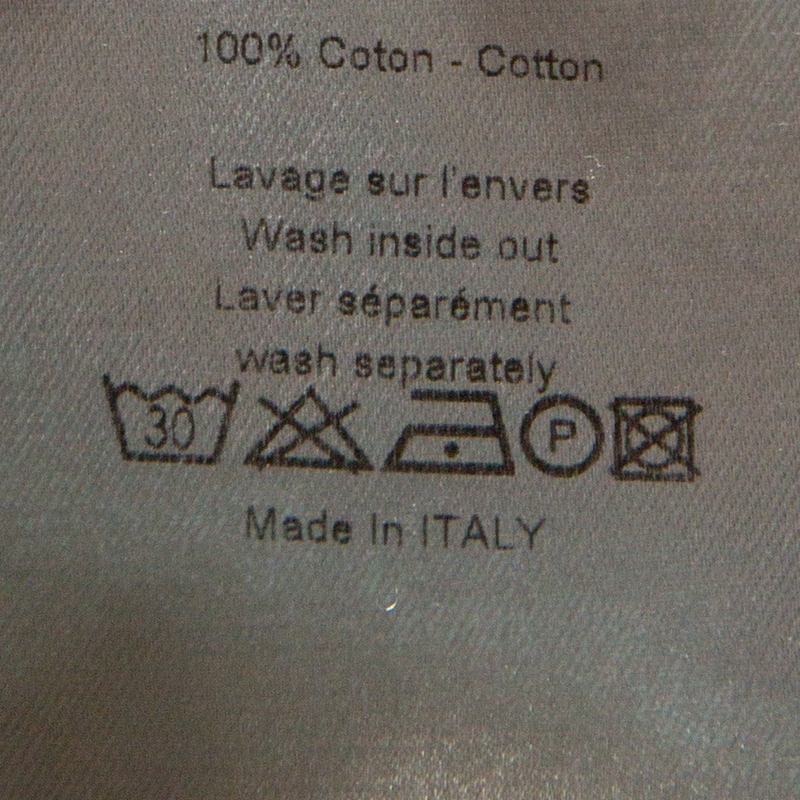 100% Coton - Cotton
Lavage sur l'envers
Wash inside out
Laver séparément
wash separately
30 P
Made In ITALY